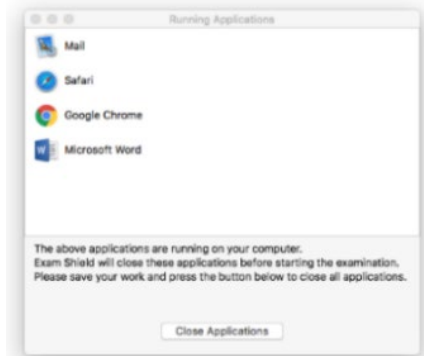 Running Applications
Mail
Safari
Google Chrome
Microsoft Word
The above applications are running on your computer.
Exam Shield will close these applications before starting the examination.
Please save your work and press the button below to close all applications.
Close Applications